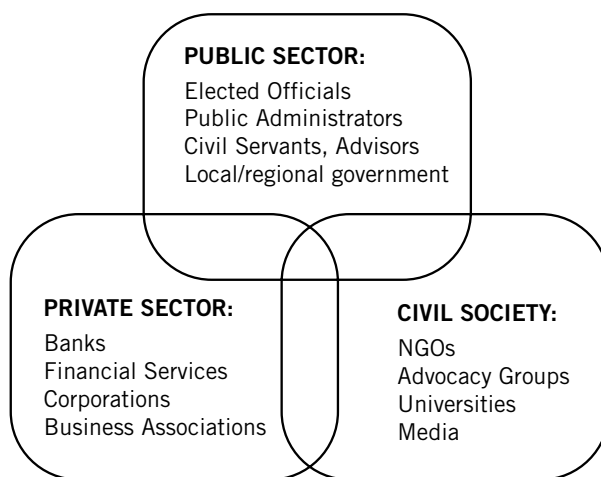 PUBLIC SECTOR:
Elected Officials
Public Administrators
Civil Servants, Advisors
Local/regional government
PRIVATE SECTOR:
Banks
Financial Services
Corporations
Business Associations
CIVIL SOCIETY:
NGOs
Advocacy Groups
Universities
Media